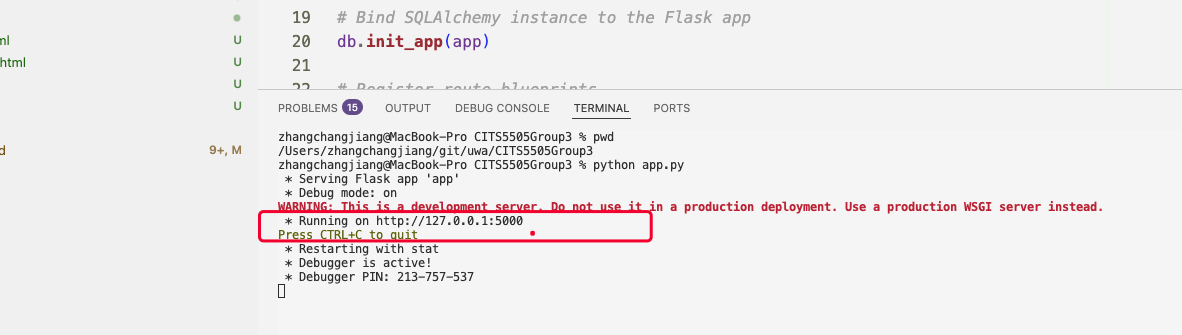 19 # Bind SQLAlchemy instance to the Flask app
ml U
20 db.init_app(app)
html U
21
U
22 # Register route blueprints
U
PROBLEMS 15 OUTPUT DEBUG CONSOLE TERMINAL PORTS
zhangchangjiang@MacBook-Pro CITS5505Group3 % pwd
d 9+, M
/Users/zhangchangjiang/git/uwa/CITS5505Group3
zhangchangjiang@MacBook-Pro CITS5505Group3 % python app.py
* Serving Flask app 'app'
* Debug mode: on
WARNING: This is a development server. Do not use it in a production deployment. Use a production WSGI server instead.
* Running on http://127.0.0.1:5000
Press CTRL+C to quit
* Restarting with stat
* Debugger is active!
* Debugger PIN: 213-757-537